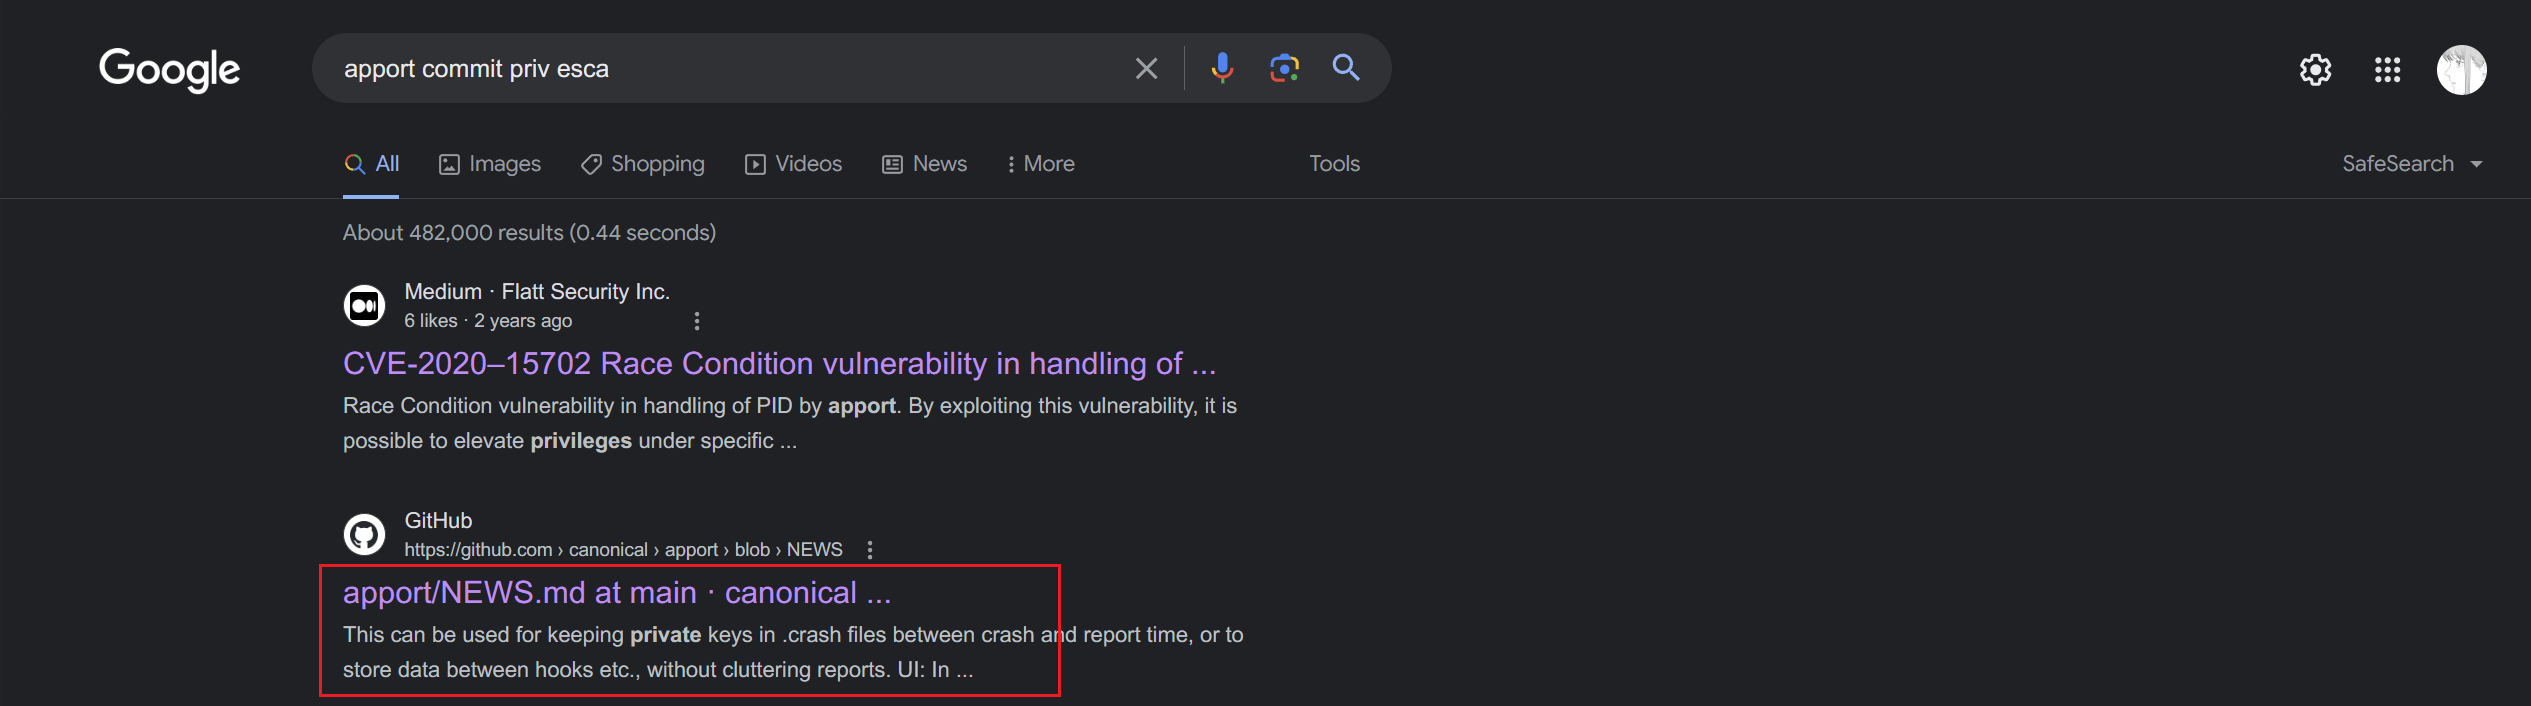 Google
apport commit priv esca
All Images Shopping Videos News More Tools SafeSearch
About 482,000 results (0.44 seconds)
Medium · Flatt Security Inc.
6 likes · 2 years ago
CVE-2020–15702 Race Condition vulnerability in handling of ...
Race Condition vulnerability in handling of PID by apport. By exploiting this vulnerability, it is
possible to elevate privileges under specific ...
GitHub
https://github.com › canonical › apport › blob › NEWS
apport/NEWS.md at main · canonical ...
This can be used for keeping private keys in .crash files between crash and report time, or to
store data between hooks etc., without cluttering reports. UI: In ...